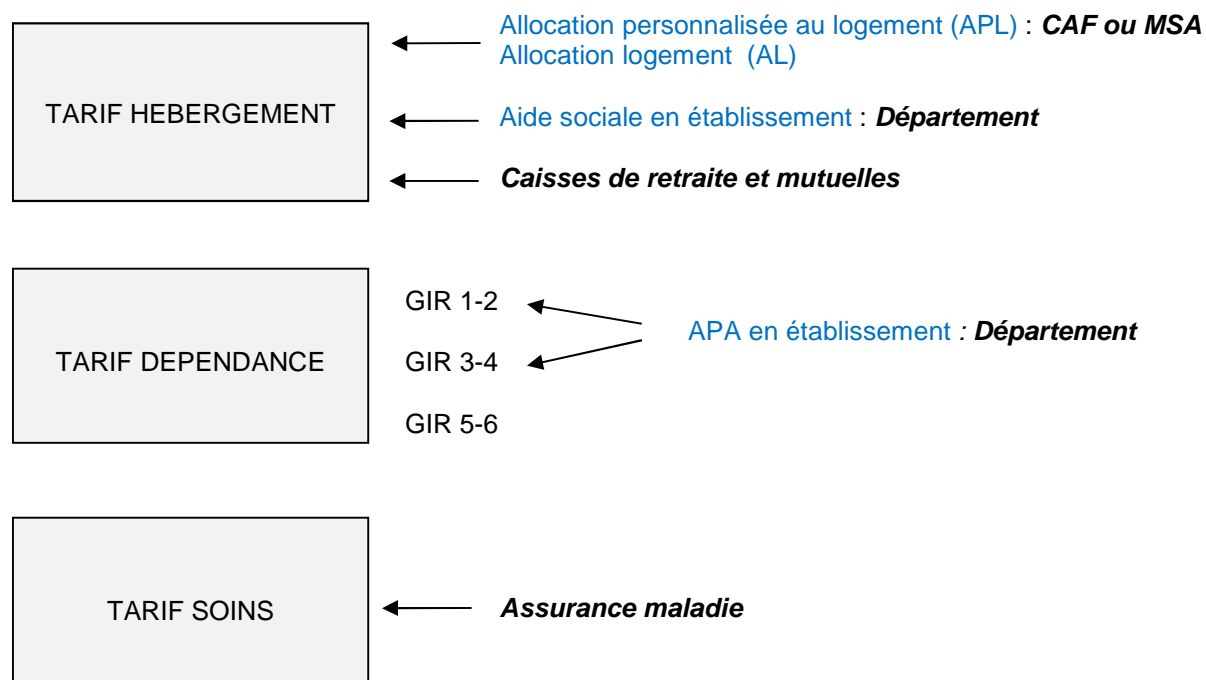 Allocation personnalisée au logement (APL) : CAF ou MSA
Allocation logement (AL)
TARIF HEBERGEMENT
Aide sociale en établissement : Département
Caisses de retraite et mutuelles
GIR 1-2
APA en établissement : Département
TARIF DEPENDANCE
GIR 3-4
GIR 5-6
TARIF SOINS
Assurance maladie